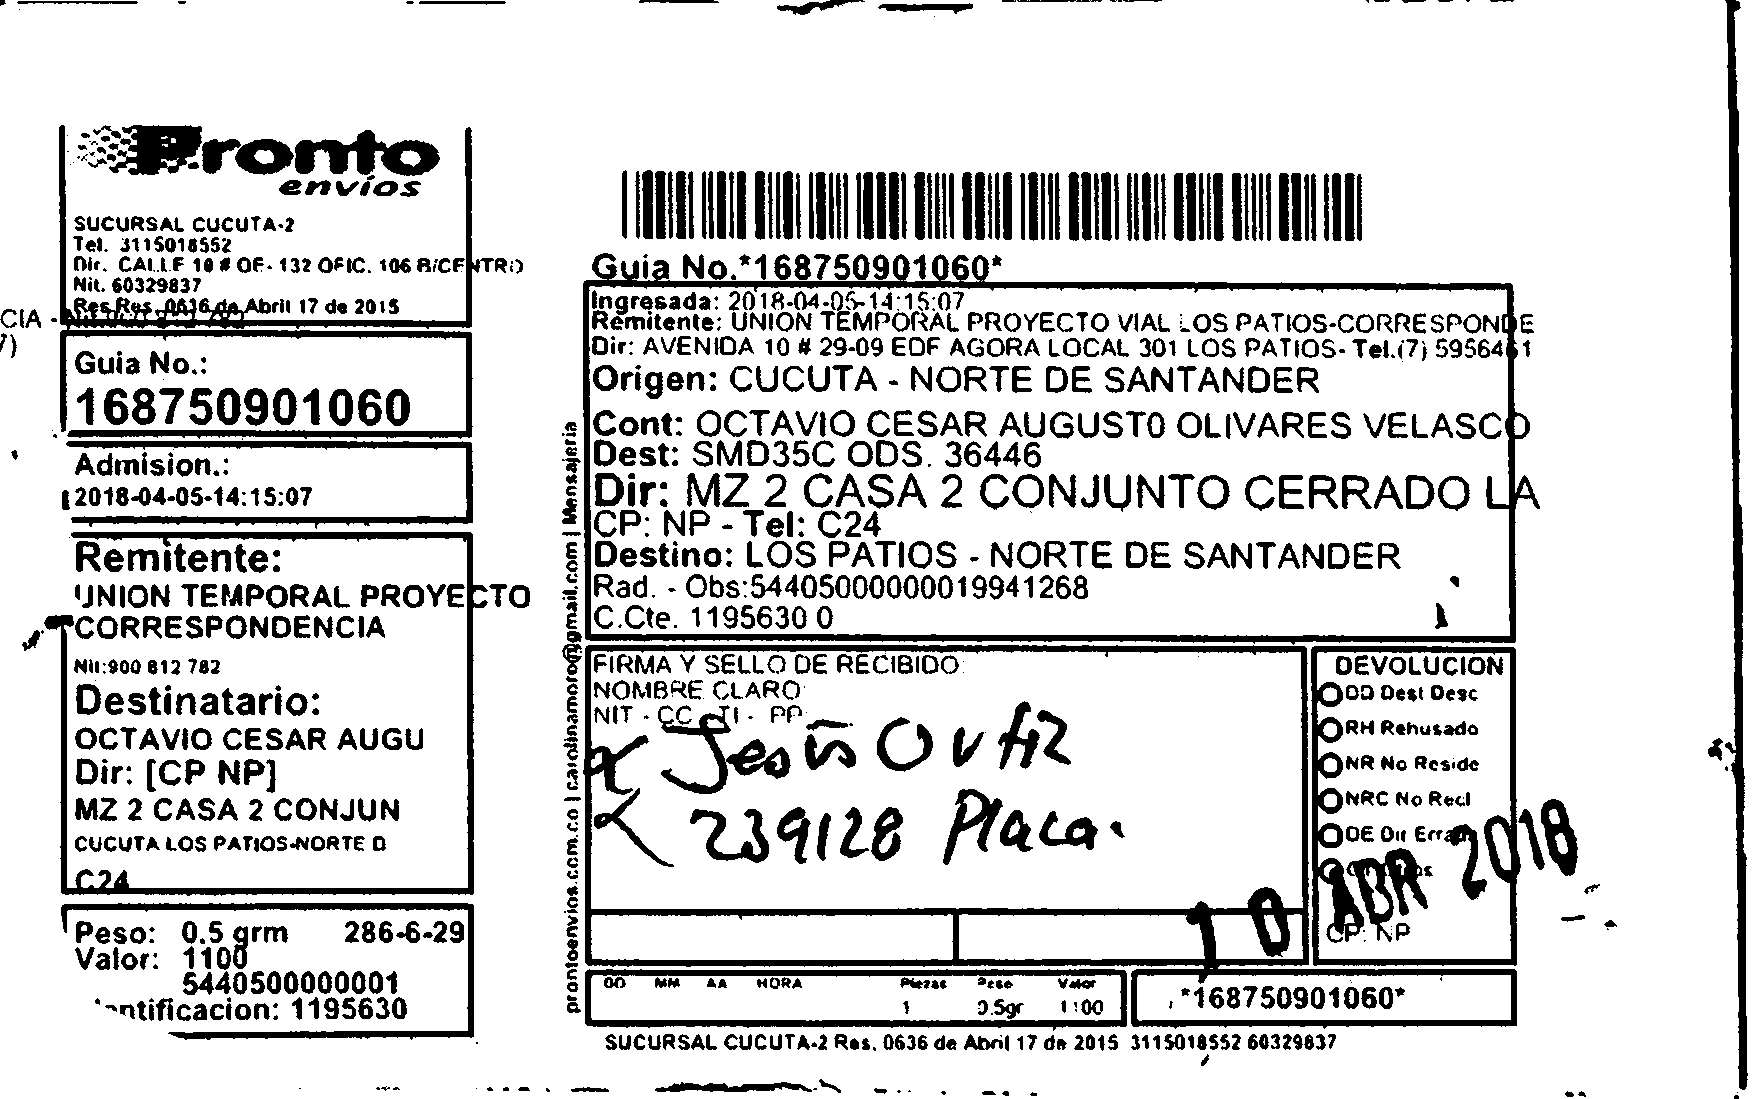 Pronto
envíos
SUCURSAL CUCUTA-2
Tel. 3115018552
Dir. CALLE 10 # OE- 132 OFIC. 106 B/CENTRO
Nit. 60329837
Res.Res. 0636 de Abril 17 de 2015
CIA -
7)
Guia No.:
168750901060
Admision.:
2018-04-05-14:15:07
Remitente:
UNION TEMPORAL PROYECTO
CORRESPONDENCIA
Nit:900 812 782
Destinatario:
OCTAVIO CESAR AUGU
Dir: [CP NP]
MZ 2 CASA 2 CONJUN
CUCUTA LOS PATIOS-NORTE D
C24
Peso: 0.5 grm 286-6-29
Valor: 1100
5440500000001
entificacion: 1195630
prontoenvios.com.co | carolinamoro@gmail.com | Mensajeria
Guia No.*168750901060*
Ingresada: 2018-04-05-14:15:07
Remitente: UNION TEMPORAL PROYECTO VIAL LOS PATIOS-CORRESPONDE
Dir: AVENIDA 10 # 29-09 EDF AGORA LOCAL 301 LOS PATIOS- Tel.(7) 5956461
Origen: CUCUTA - NORTE DE SANTANDER
Cont: OCTAVIO CESAR AUGUSTO OLIVARES VELASCO
Dest: SMD35C ODS. 36446
Dir: MZ 2 CASA 2 CONJUNTO CERRADO LA
CP: NP - Tel: C24
Destino: LOS PATIOS - NORTE DE SANTANDER
Rad. - Obs:54405000000019941268
C.Cte. 1195630 0
FIRMA Y SELLO DE RECIBIDO
NOMBRE CLARO
NIT - CC - TI - PP
Jesús Ortiz
239128 Placa.
DEVOLUCION
DD Dest Desc
RH Rehusado
NR No Reside
NRC No Recl
DE Dir Errada
10 ABR 2018
CP: NP
DD MM AA HORA Piezas Peso Valor
1 0.5gr 1100
*168750901060*
SUCURSAL CUCUTA-2 Res. 0636 de Abril 17 de 2015 3115018552 60329837